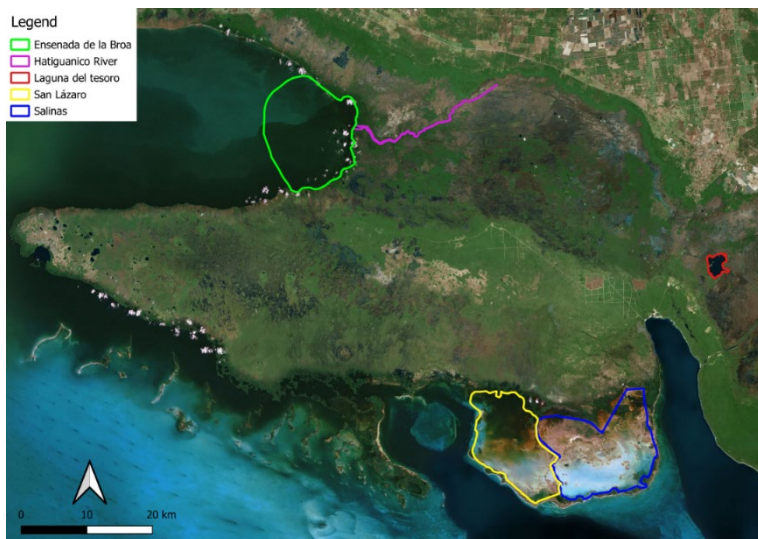 Legend
Ensenada de la Broa
Hatiguanico River
Laguna del tesoro
San Lázaro
Salinas
0 10 20 km